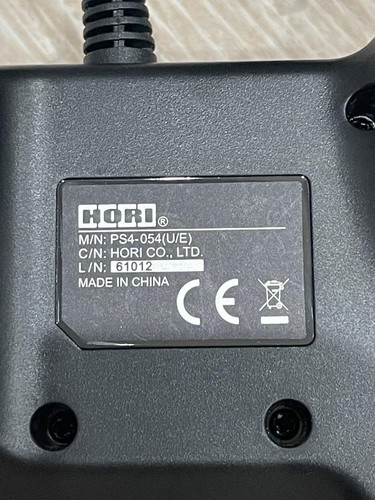 HORI®
M/N: PS4-054(U/E)
C/N: HORI CO., LTD.
L/N: 61012
MADE IN CHINA
CE